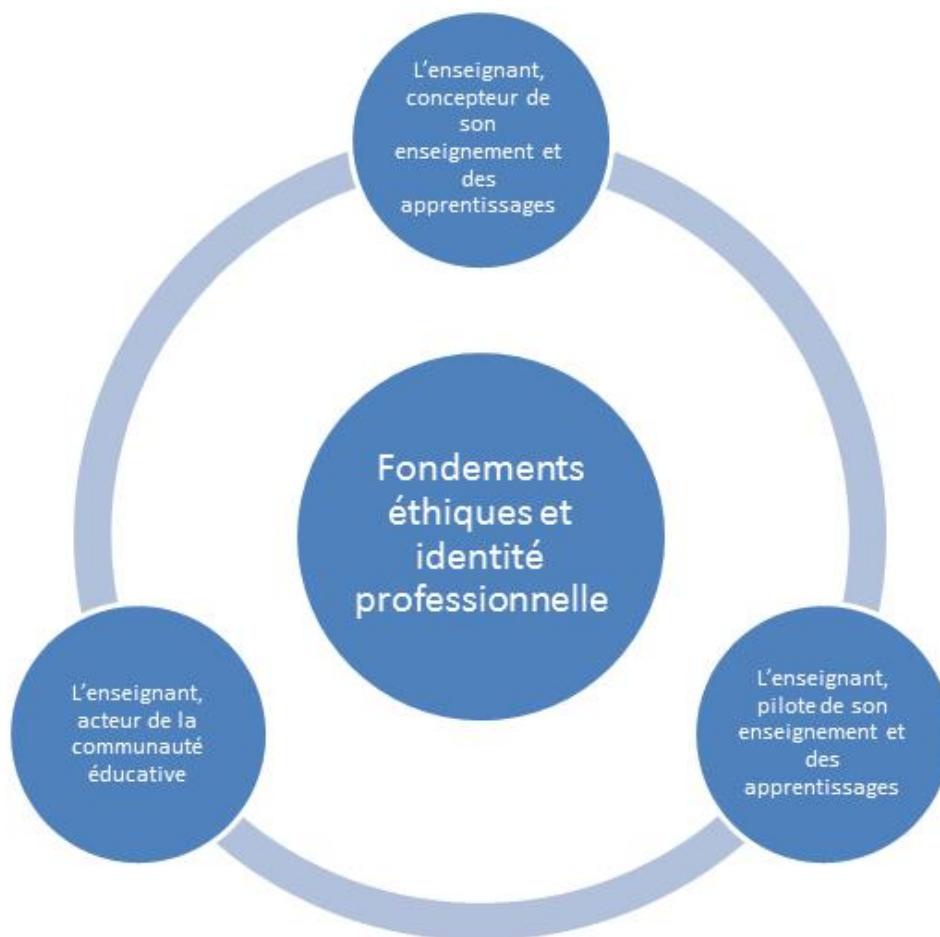 L'enseignant,
concepteur de
son
enseignement et
des
apprentissages
Fondements
éthiques et
identité
professionnelle
L'enseignant,
acteur de la
communauté
éducative
L'enseignant,
pilote de son
enseignement et
des
apprentissages